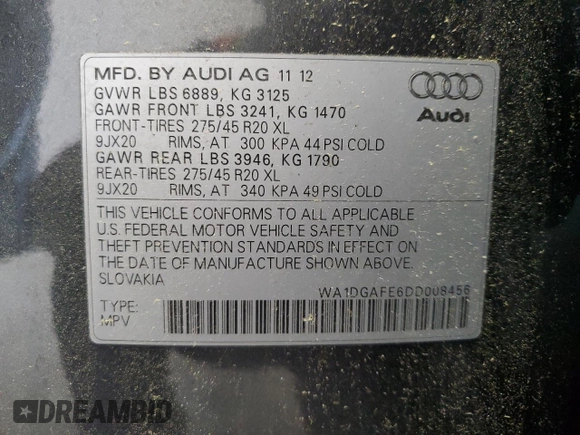 MFD. BY AUDI AG 11 12
GVWR LBS 6889, KG 3125
GAWR FRONT LBS 3241, KG 1470
FRONT-TIRES 275/45 R20 XL
9JX20 RIMS, AT 300 KPA 44 PSI COLD
GAWR REAR LBS 3946, KG 1790
REAR-TIRES 275/45 R20 XL
9JX20 RIMS, AT 340 KPA 49 PSI COLD
Audi
THIS VEHICLE CONFORMS TO ALL APPLICABLE
U.S. FEDERAL MOTOR VEHICLE SAFETY AND
THEFT PREVENTION STANDARDS IN EFFECT ON
THE DATE OF MANUFACTURE SHOWN ABOVE.
SLOVAKIA
WA1DGAFE6DD008456
TYPE:
MPV
DREAMBID